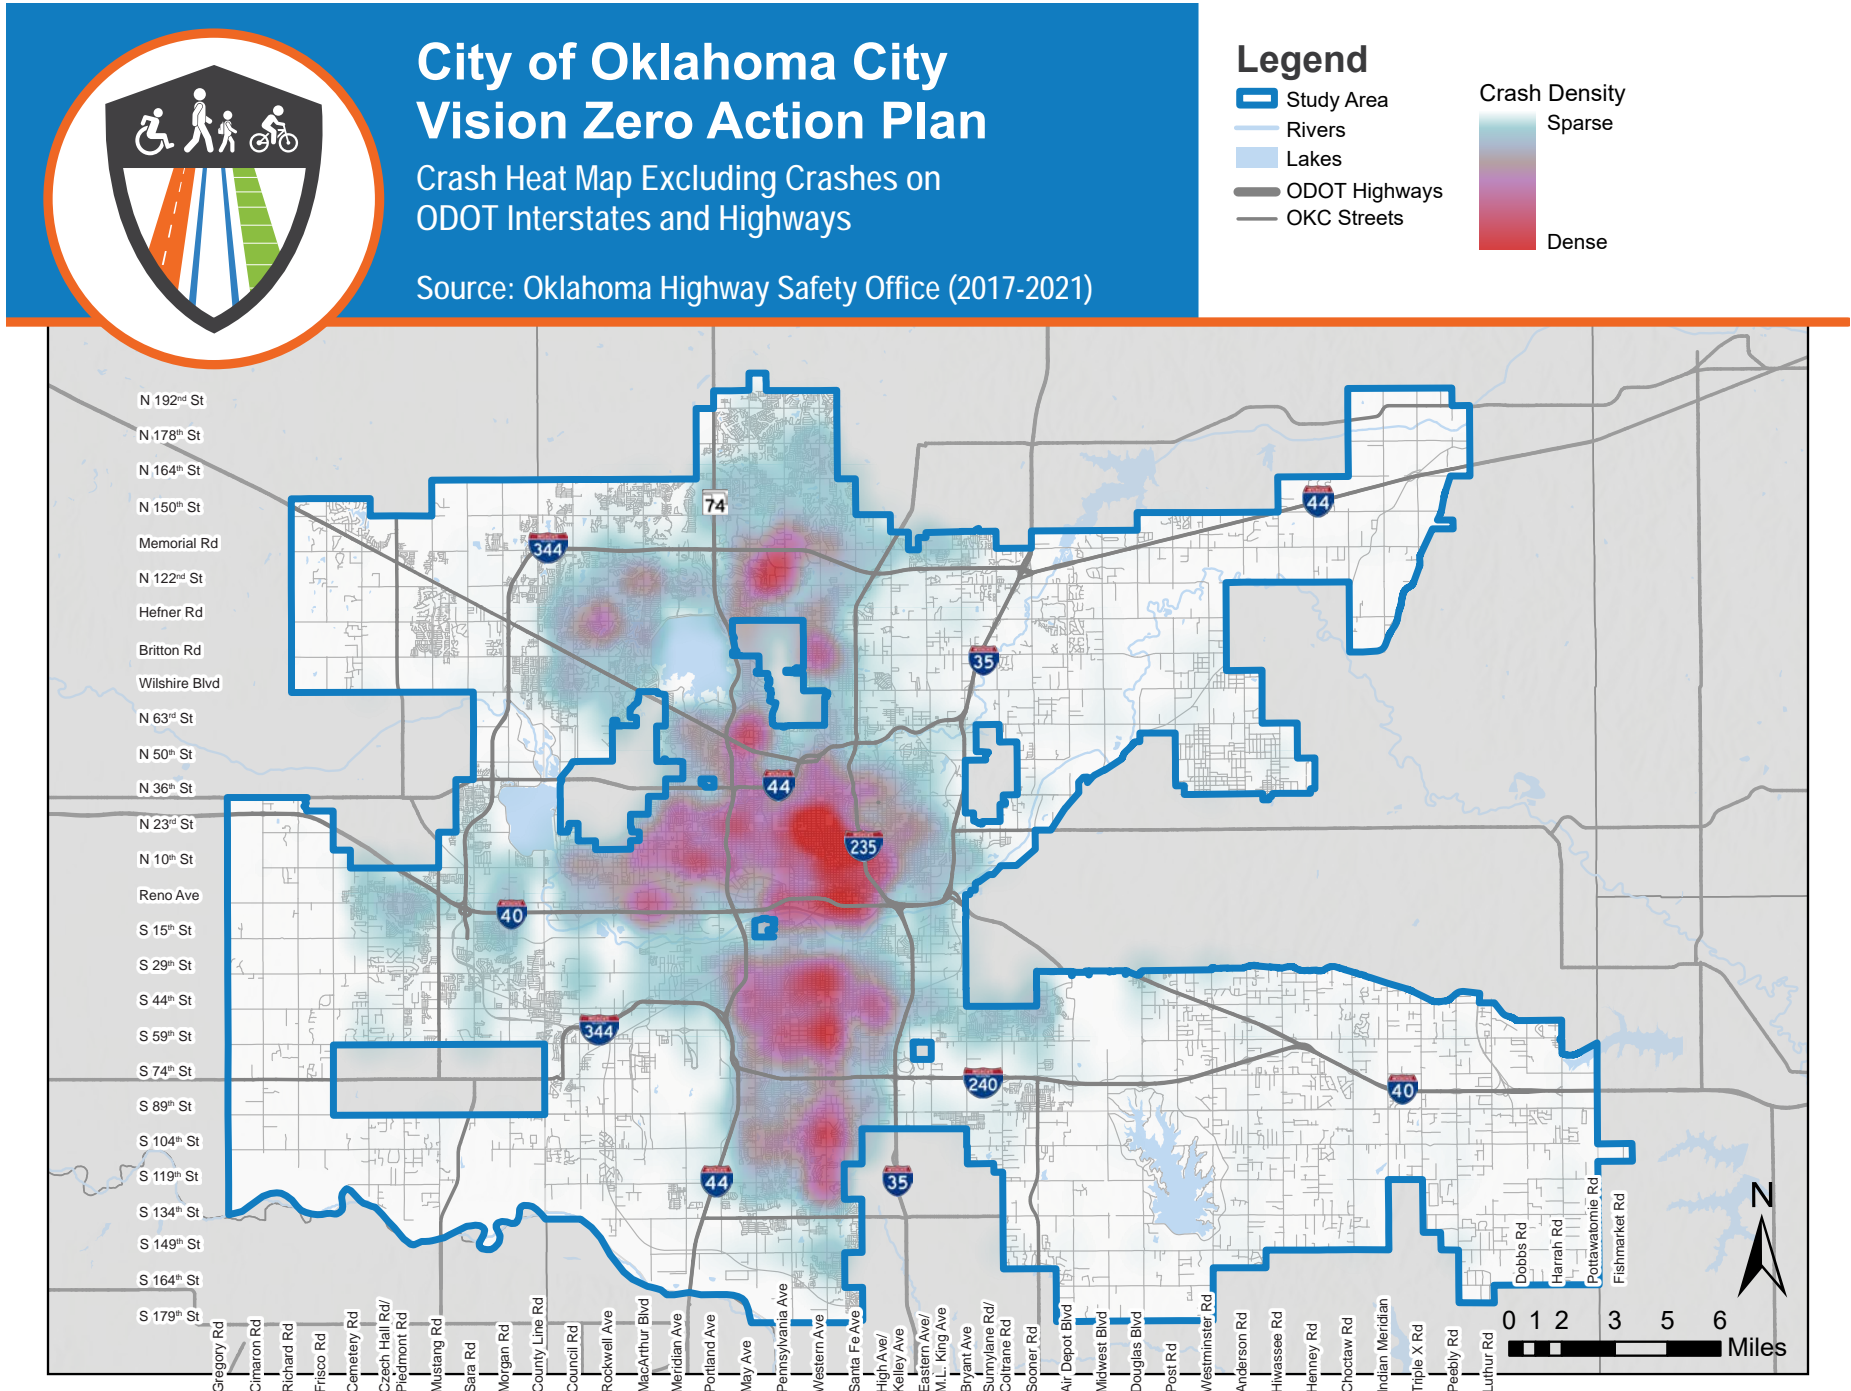 City of Oklahoma City
Vision Zero Action Plan
Crash Heat Map Excluding Crashes on
ODOT Interstates and Highways
Source: Oklahoma Highway Safety Office (2017-2021)
Legend
Study Area
Rivers
Lakes
ODOT Highways
OKC Streets
Crash Density
Sparse
Dense
N 192nd St
N 178th St
N 164th St
N 150th St
Memorial Rd
N 122nd St
Hefner Rd
Britton Rd
Wilshire Blvd
N 63rd St
N 50th St
N 36th St
N 23rd St
N 10th St
Reno Ave
S 15th St
S 29th St
S 44th St
S 59th St
S 74th St
S 89th St
S 104th St
S 119th St
S 134th St
S 149th St
S 164th St
S 179th St
74
344
44
35
44
235
40
344
240
40
44
35
Gregory Rd
Cimaron Rd
Richard Rd
Frisco Rd
Cemetery Rd
Czech Hall Rd/
Piedmont Rd
Mustang Rd
Sara Rd
Morgan Rd
County Line Rd
Council Rd
Rockwell Ave
MacArthur Blvd
Meridian Ave
Portland Ave
May Ave
Pennsylvania Ave
Western Ave
Santa Fe Ave
High Ave/
Kelley Ave
Eastern Ave/
M.L. King Ave
Bryant Ave
Sunnylane Rd/
Coltrane Rd
Sooner Rd
Air Depot Blvd
Midwest Blvd
Douglas Blvd
Post Rd
Westminster Rd
Anderson Rd
Hiwassee Rd
Henney Rd
Choctaw Rd
Indian Meridian
Triple X Rd
Peebly Rd
Luthur Rd
Dobbs Rd
Harrah Rd
Pottawatomie Rd
Fishmarket Rd
N
0 1 2 3 5 6
Miles